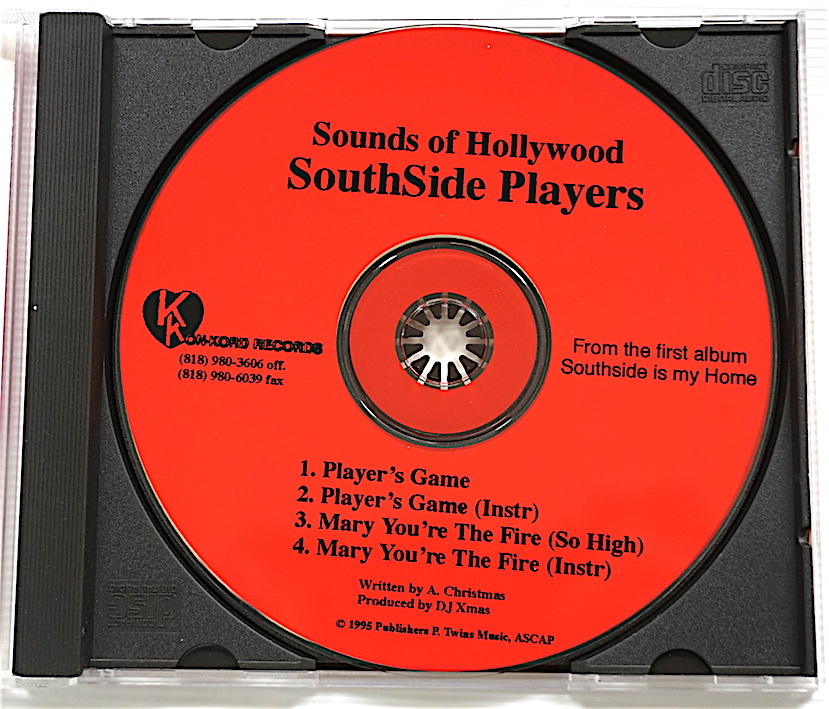 COMPACT
disc
DIGITAL AUDIO
Sounds of Hollywood
SouthSide Players
KK
ON-KORD RECORDS
(818) 980-3606 off.
(818) 980-6039 fax
From the first album
Southside is my Home
1. Player's Game
2. Player's Game (Instr)
3. Mary You're The Fire (So High)
4. Mary You're The Fire (Instr)
Written by A. Christmas
Produced by DJ Xmas
© 1995 Publishers P. Twins Music, ASCAP